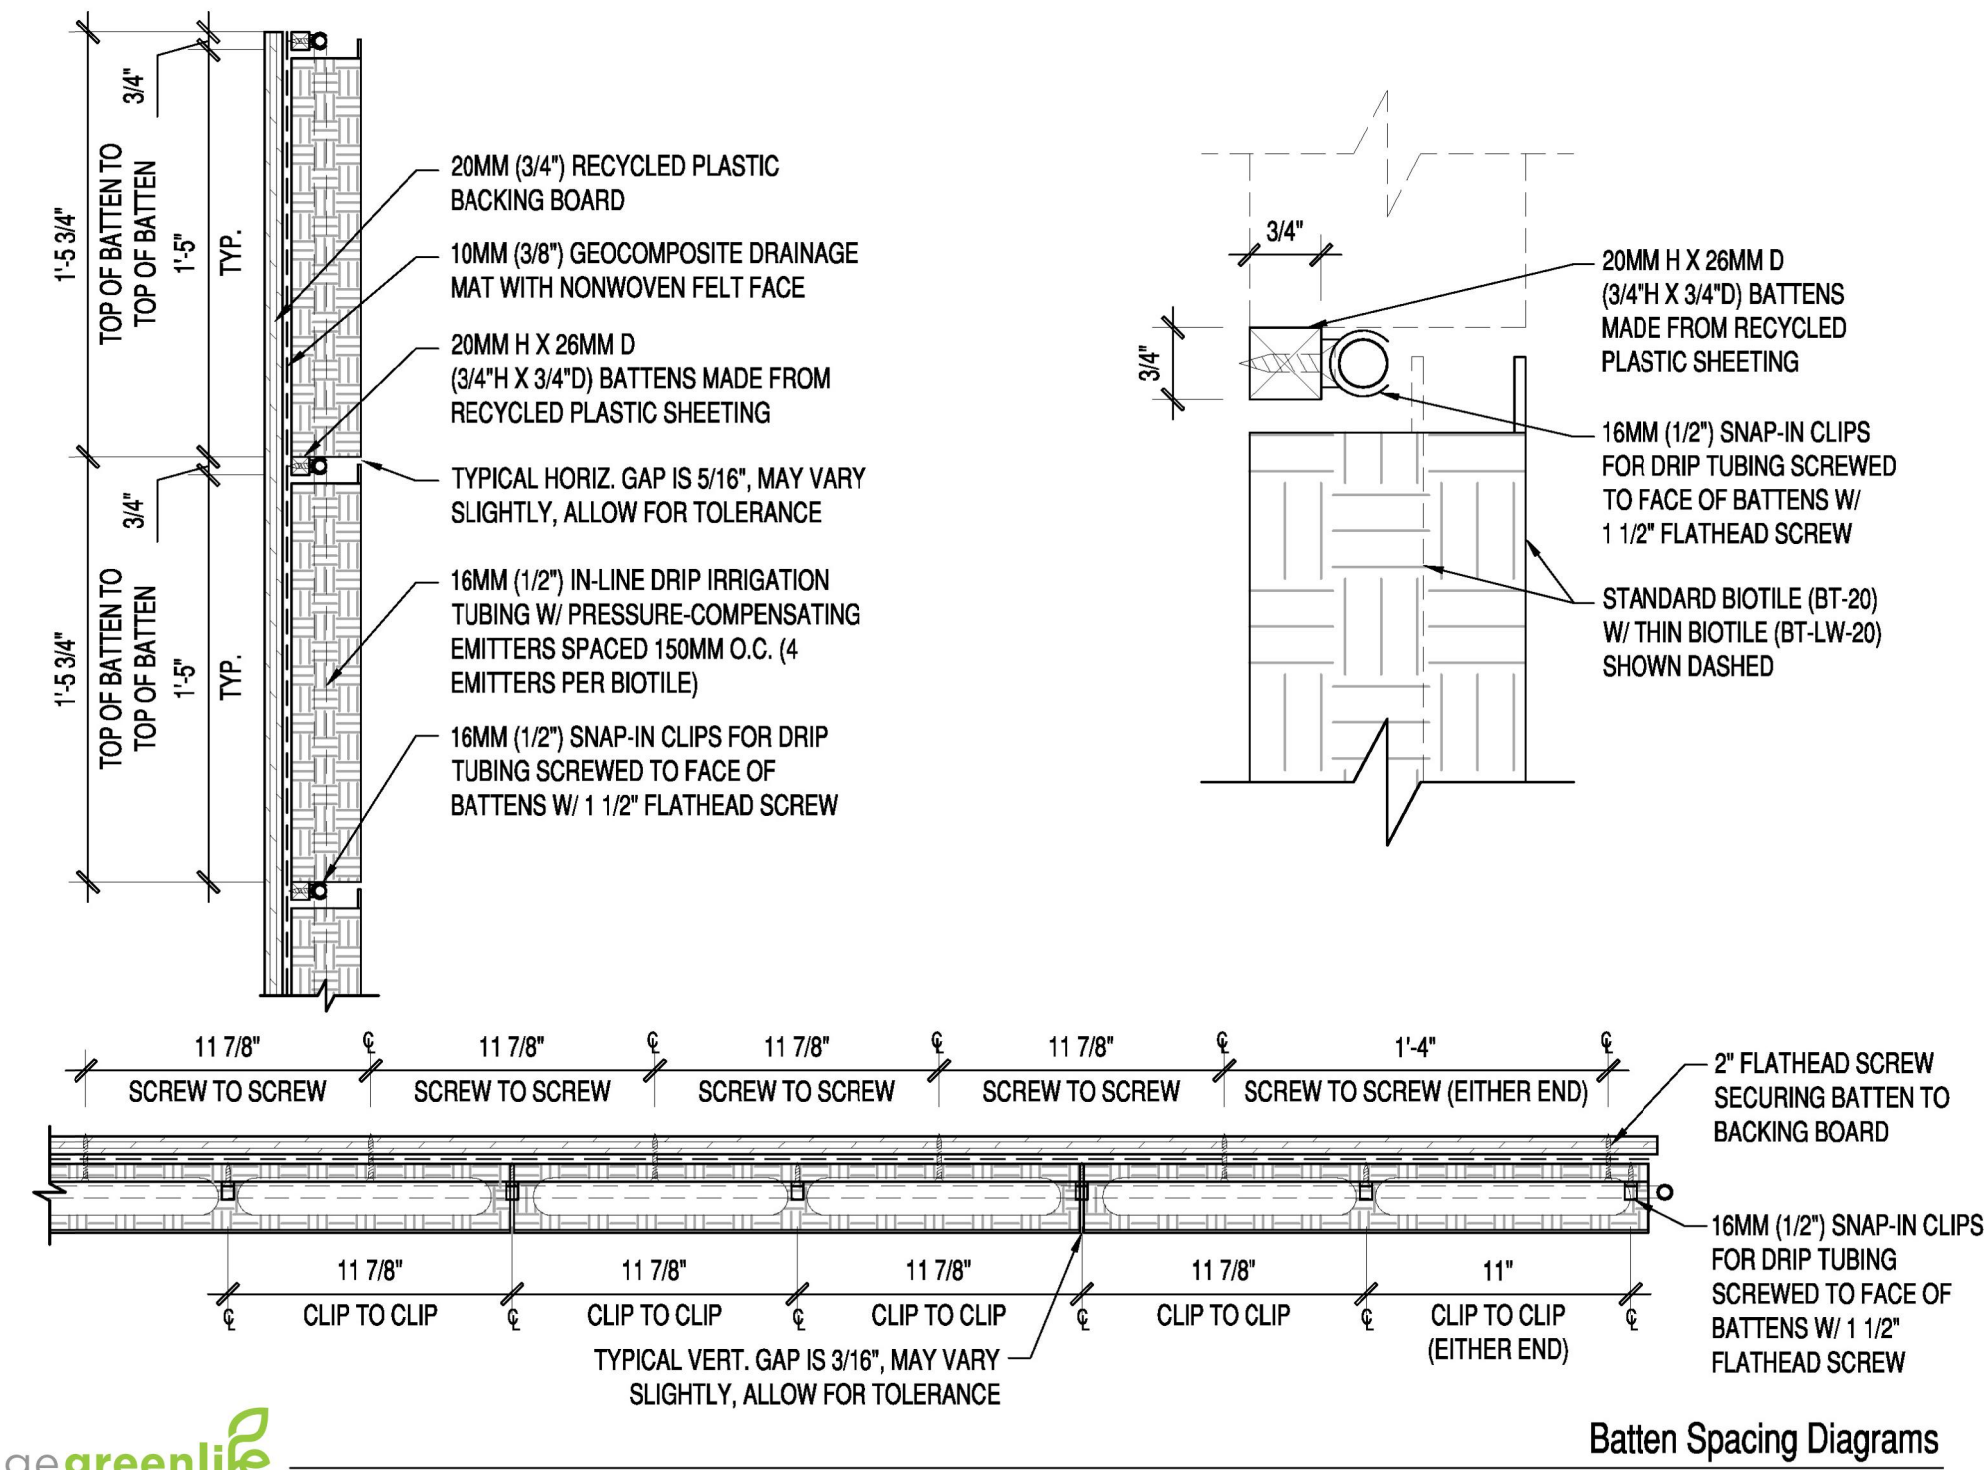 3/4"
1'-5 3/4"
TOP OF BATTEN TO
TOP OF BATTEN
1'-5"
TYP.
3/4"
1'-5 3/4"
TOP OF BATTEN TO
TOP OF BATTEN
1'-5"
TYP.
20MM (3/4") RECYCLED PLASTIC
BACKING BOARD
10MM (3/8") GEOCOMPOSITE DRAINAGE
MAT WITH NONWOVEN FELT FACE
20MM H X 26MM D
(3/4"H X 3/4"D) BATTENS MADE FROM
RECYCLED PLASTIC SHEETING
TYPICAL HORIZ. GAP IS 5/16", MAY VARY
SLIGHTLY, ALLOW FOR TOLERANCE
16MM (1/2") IN-LINE DRIP IRRIGATION
TUBING W/ PRESSURE-COMPENSATING
EMITTERS SPACED 150MM O.C. (4
EMITTERS PER BIOTILE)
16MM (1/2") SNAP-IN CLIPS FOR DRIP
TUBING SCREWED TO FACE OF
BATTENS W/ 1 1/2" FLATHEAD SCREW
3/4"
3/4"
20MM H X 26MM D
(3/4"H X 3/4"D) BATTENS
MADE FROM RECYCLED
PLASTIC SHEETING
16MM (1/2") SNAP-IN CLIPS
FOR DRIP TUBING SCREWED
TO FACE OF BATTENS W/
1 1/2" FLATHEAD SCREW
STANDARD BIOTILE (BT-20)
W/ THIN BIOTILE (BT-LW-20)
SHOWN DASHED
11 7/8" ℄ 11 7/8" ℄ 11 7/8" ℄ 11 7/8" ℄ 1'-4" ℄
SCREW TO SCREW SCREW TO SCREW SCREW TO SCREW SCREW TO SCREW SCREW TO SCREW (EITHER END)
2" FLATHEAD SCREW
SECURING BATTEN TO
BACKING BOARD
11 7/8" 11 7/8" 11 7/8" 11 7/8" 11"
℄ CLIP TO CLIP ℄ CLIP TO CLIP ℄ CLIP TO CLIP ℄ CLIP TO CLIP ℄ CLIP TO CLIP ℄
(EITHER END)
16MM (1/2") SNAP-IN CLIPS
FOR DRIP TUBING
SCREWED TO FACE OF
BATTENS W/ 1 1/2"
FLATHEAD SCREW
TYPICAL VERT. GAP IS 3/16", MAY VARY
SLIGHTLY, ALLOW FOR TOLERANCE
Batten Spacing Diagrams
gegreenlife